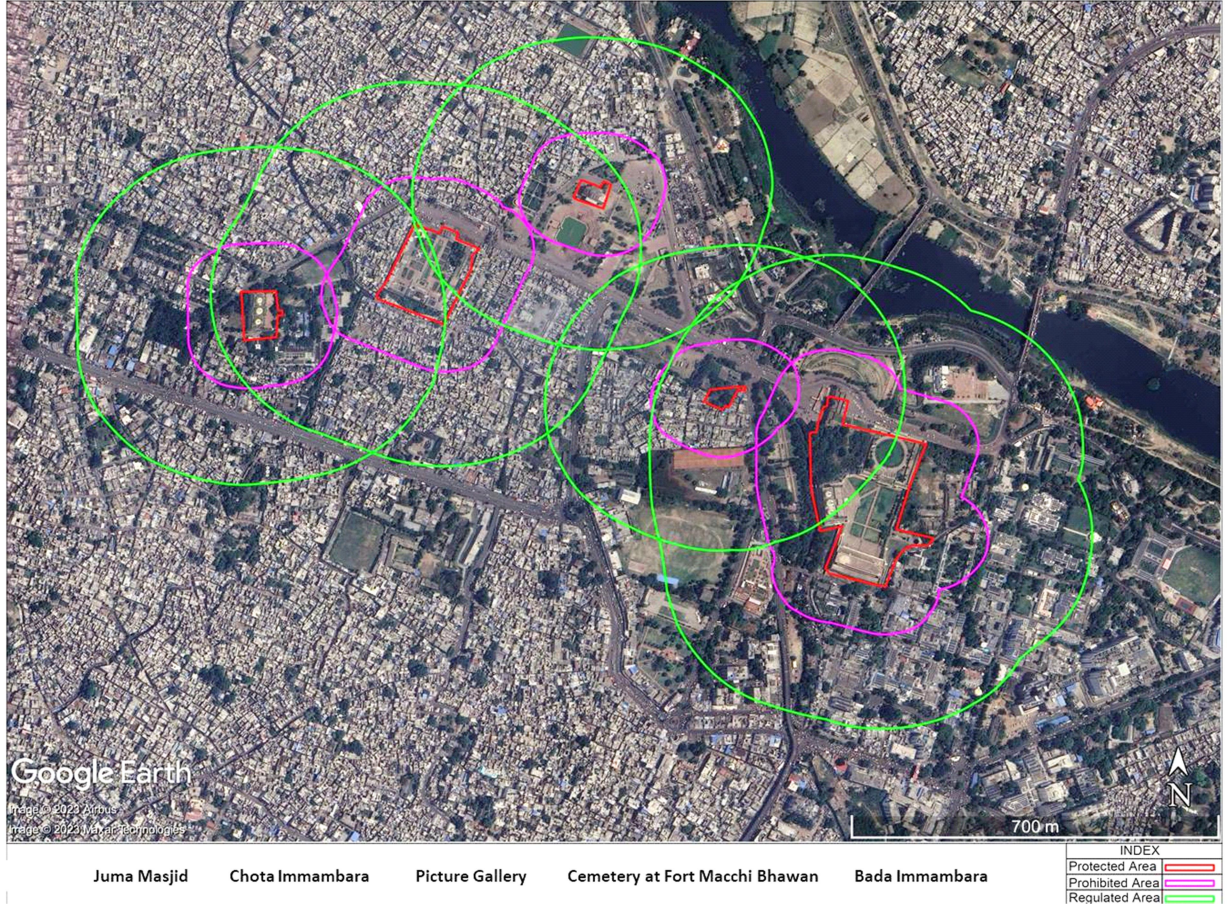 Google Earth
Image © 2023 Airbus
Image © 2023 Maxar Technologies
N
700 m
Juma Masjid Chota Immambara Picture Gallery Cemetery at Fort Macchi Bhawan Bada Immambara
INDEX
Protected Area
Prohibited Area
Regulated Area